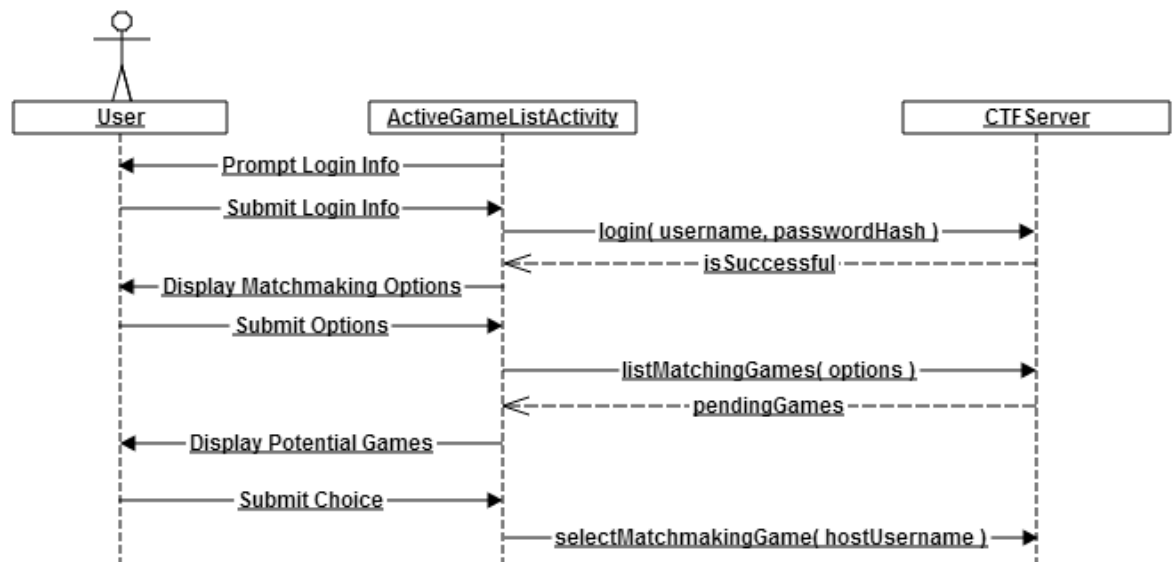 User
ActiveGameListActivity
CTFServer
Prompt Login Info
Submit Login Info
login( username, passwordHash )
isSuccessful
Display Matchmaking Options
Submit Options
listMatchingGames( options )
pendingGames
Display Potential Games
Submit Choice
selectMatchmakingGame( hostUsername )